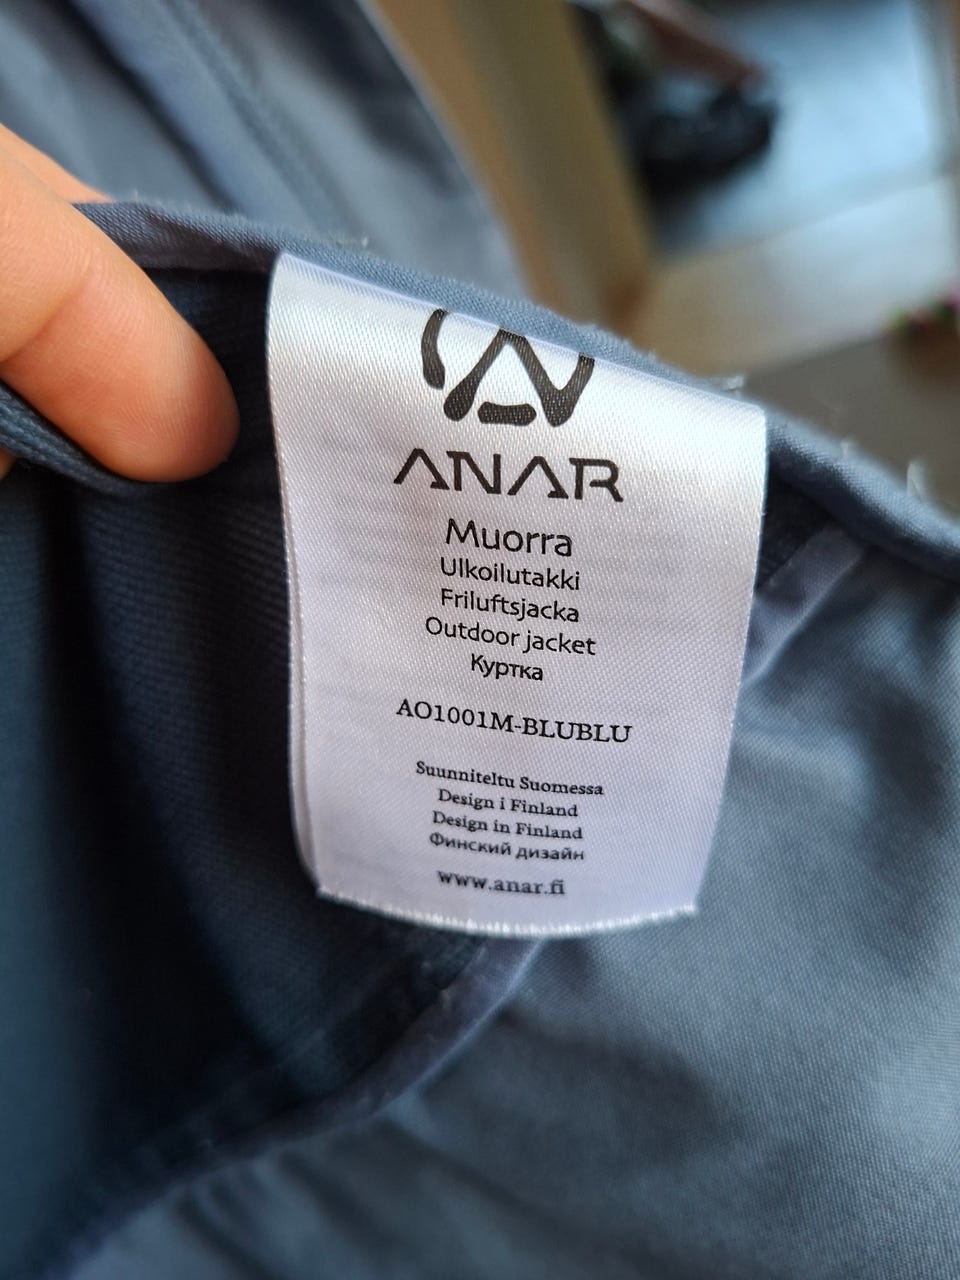 ANAR
Muorra
Ulkoilutakki
Friluftsjacka
Outdoor jacket
Куртка
AO1001M-BLUBLU
Suunniteltu Suomessa
Design i Finland
Design in Finland
Финский дизайн
www.anar.fi